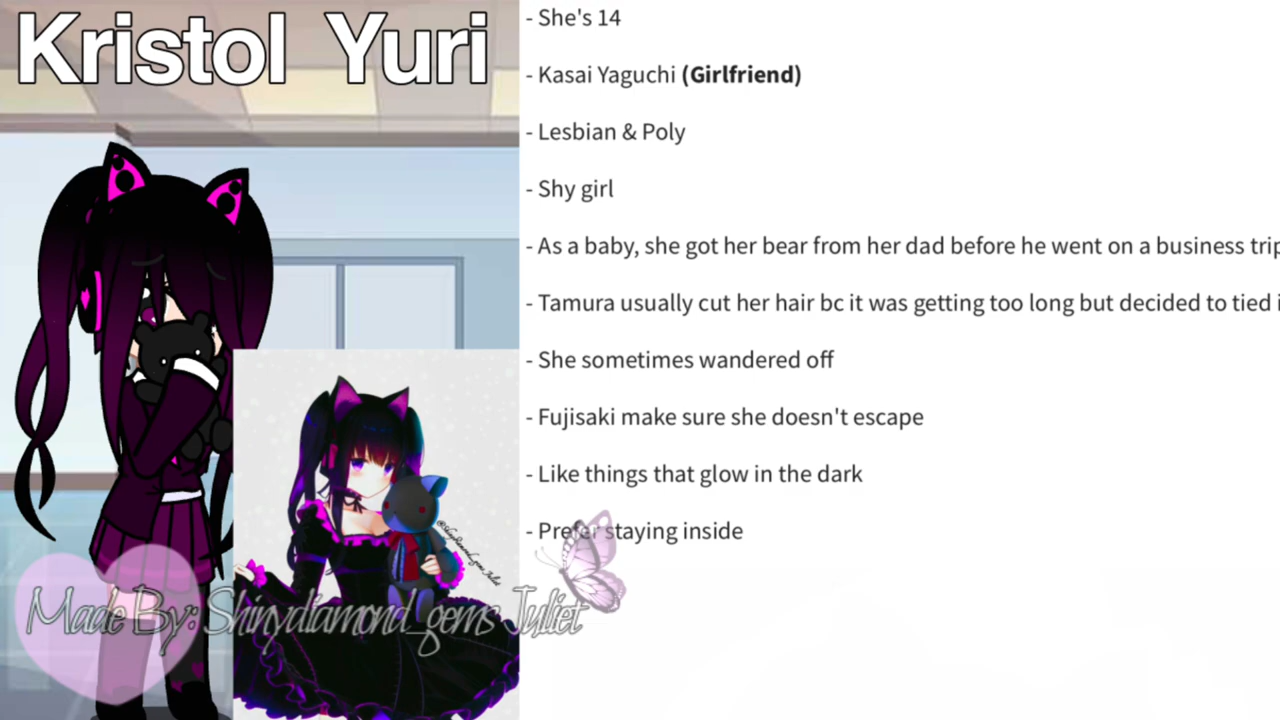 Kristol Yuri
- She's 14
- Kasai Yaguchi (Girlfriend)
- Lesbian & Poly
- Shy girl
- As a baby, she got her bear from her dad before he went on a business trip
- Tamura usually cut her hair bc it was getting too long but decided to tied i
- She sometimes wandered off
- Fujisaki make sure she doesn't escape
- Like things that glow in the dark
- Prefer staying inside
@ShinyDiamond_gems Juliet
Made By: Shinydiamond_gems Juliet